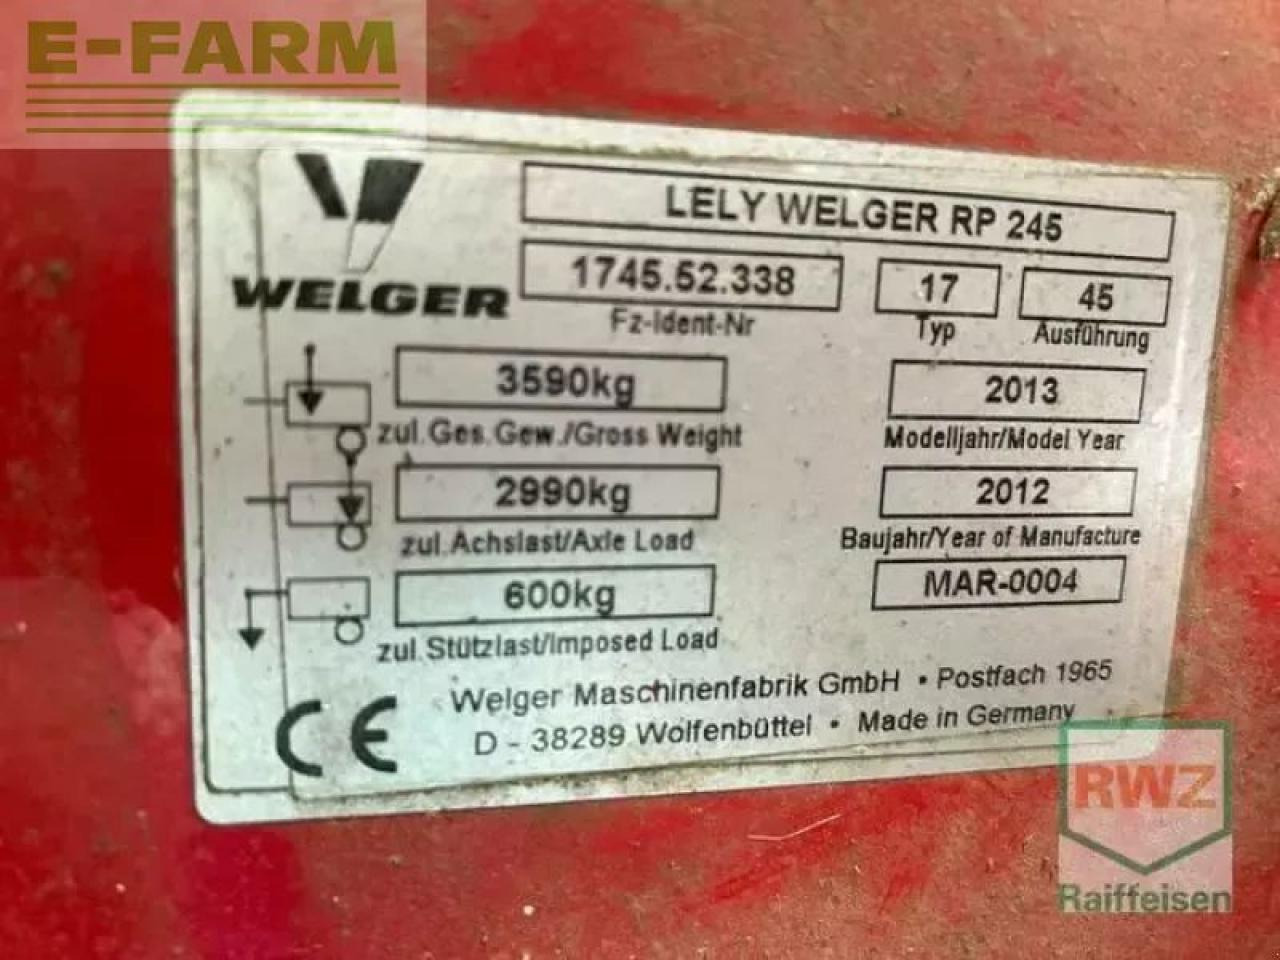 E-FARM
WELGER
LELY WELGER RP 245
1745.52.338
17
45
Fz-Ident-Nr
Typ
Ausführung
3590kg
2013
zul.Ges.Gew./Gross Weight
Modelljahr/Model Year
2990kg
2012
zul.Achslast/Axle Load
Baujahr/Year of Manufacture
600kg
MAR-0004
zul.Stützlast/Imposed Load
CE
Welger Maschinenfabrik GmbH • Postfach 1965
D - 38289 Wolfenbüttel • Made in Germany
RWZ
Raiffeisen